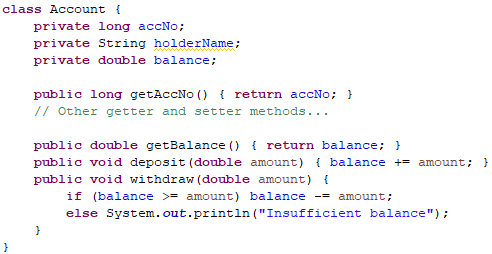 class Account {
    private long accNo;
    private String holderName;
    private double balance;

    public long getAccNo() { return accNo; }
    // Other getter and setter methods...

    public double getBalance() { return balance; }
    public void deposit(double amount) { balance += amount; }
    public void withdraw(double amount) {
        if (balance >= amount) balance -= amount;
        else System.out.println("Insufficient balance");
    }
}